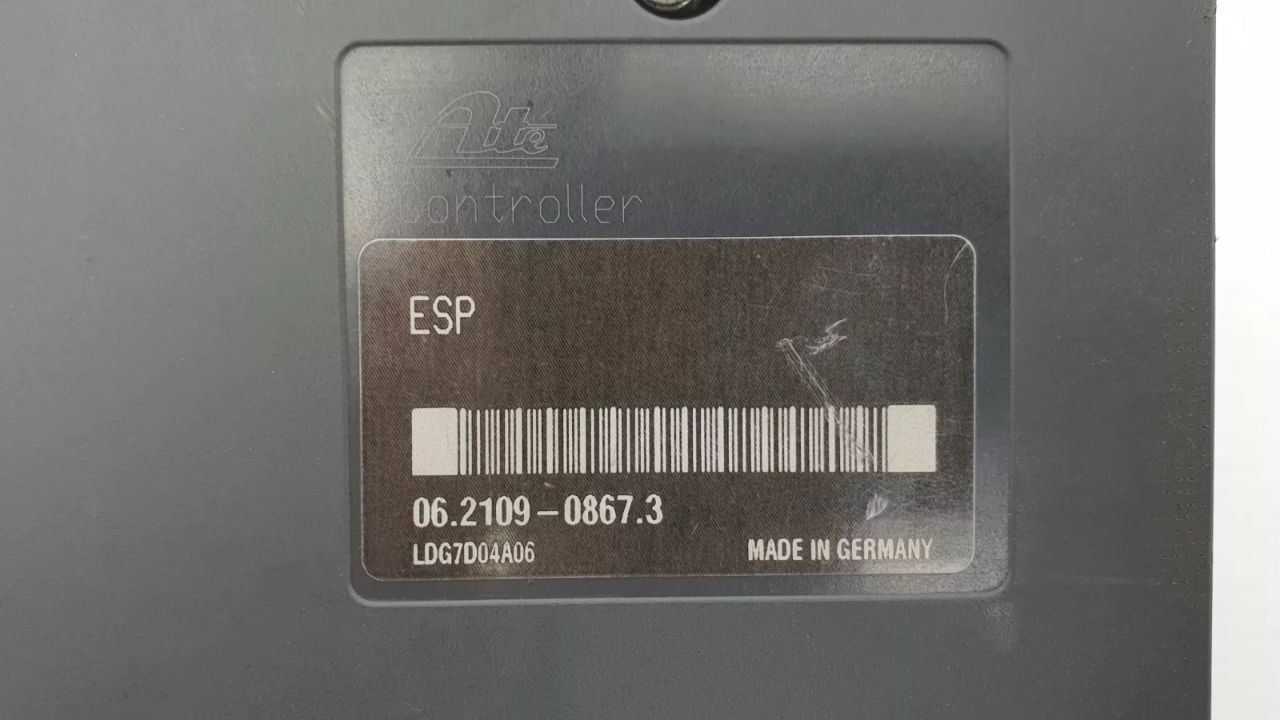 Ate
Controller
ESP
06.2109-0867.3
LDG7D04A06
MADE IN GERMANY